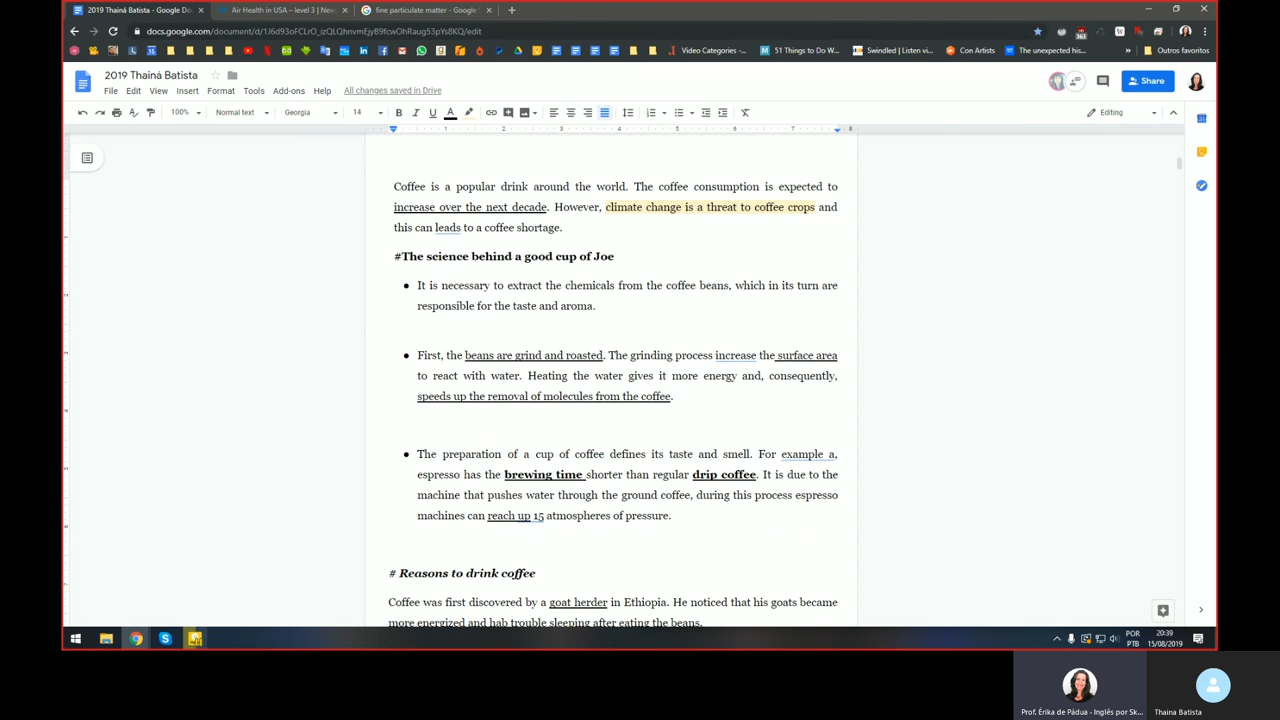 2019 Thainá Batista - Google Do
Air Health in USA – level 3 | New
fine particulate matter - Google S
docs.google.com/document/d/
/edit
Video Categories -...
51 Things to Do W...
Swindled | Listen vi...
Con Artists
The unexpected his...
Outros favoritos
2019 Thainá Batista
File Edit View Insert Format Tools Add-ons Help All changes saved in Drive
Share
100% Normal text Georgia 14 Editing
1 2 3 4 5 6 7 8
Coffee is a popular drink around the world. The coffee consumption is expected to
increase over the next decade. However, climate change is a threat to coffee crops and
this can leads to a coffee shortage.
#The science behind a good cup of Joe
● It is necessary to extract the chemicals from the coffee beans, which in its turn are
responsible for the taste and aroma.
● First, the beans are grind and roasted. The grinding process increase the surface area
to react with water. Heating the water gives it more energy and, consequently,
speeds up the removal of molecules from the coffee.
● The preparation of a cup of coffee defines its taste and smell. For example a,
espresso has the brewing time shorter than regular drip coffee. It is due to the
machine that pushes water through the ground coffee, during this process espresso
machines can reach up 15 atmospheres of pressure.
# Reasons to drink coffee
Coffee was first discovered by a goat herder in Ethiopia. He noticed that his goats became
more energized and hab trouble sleeping after eating the beans.
POR
PTB
20:39
15/08/2019
Prof. Érika de Pádua - Inglês por Sk...
Thaina Batista